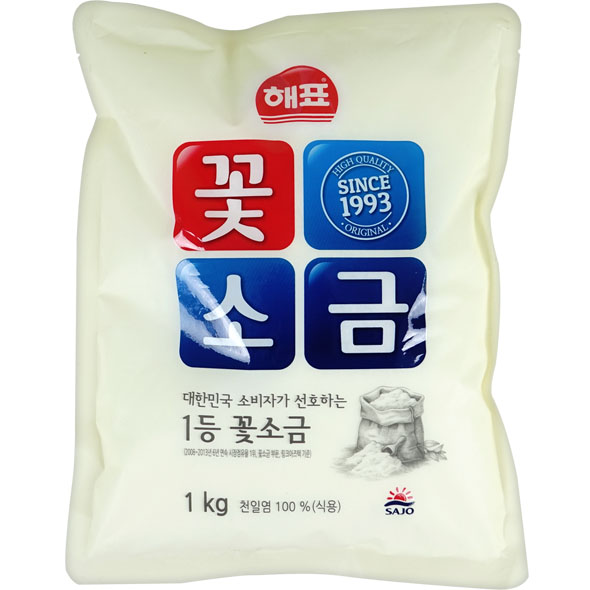 해표
꽃
HIGH QUALITY
SINCE
1993
ORIGINAL
소금
대한민국 소비자가 선호하는
1등 꽃소금
1 kg 천일염 100 % (식용)
SAJO